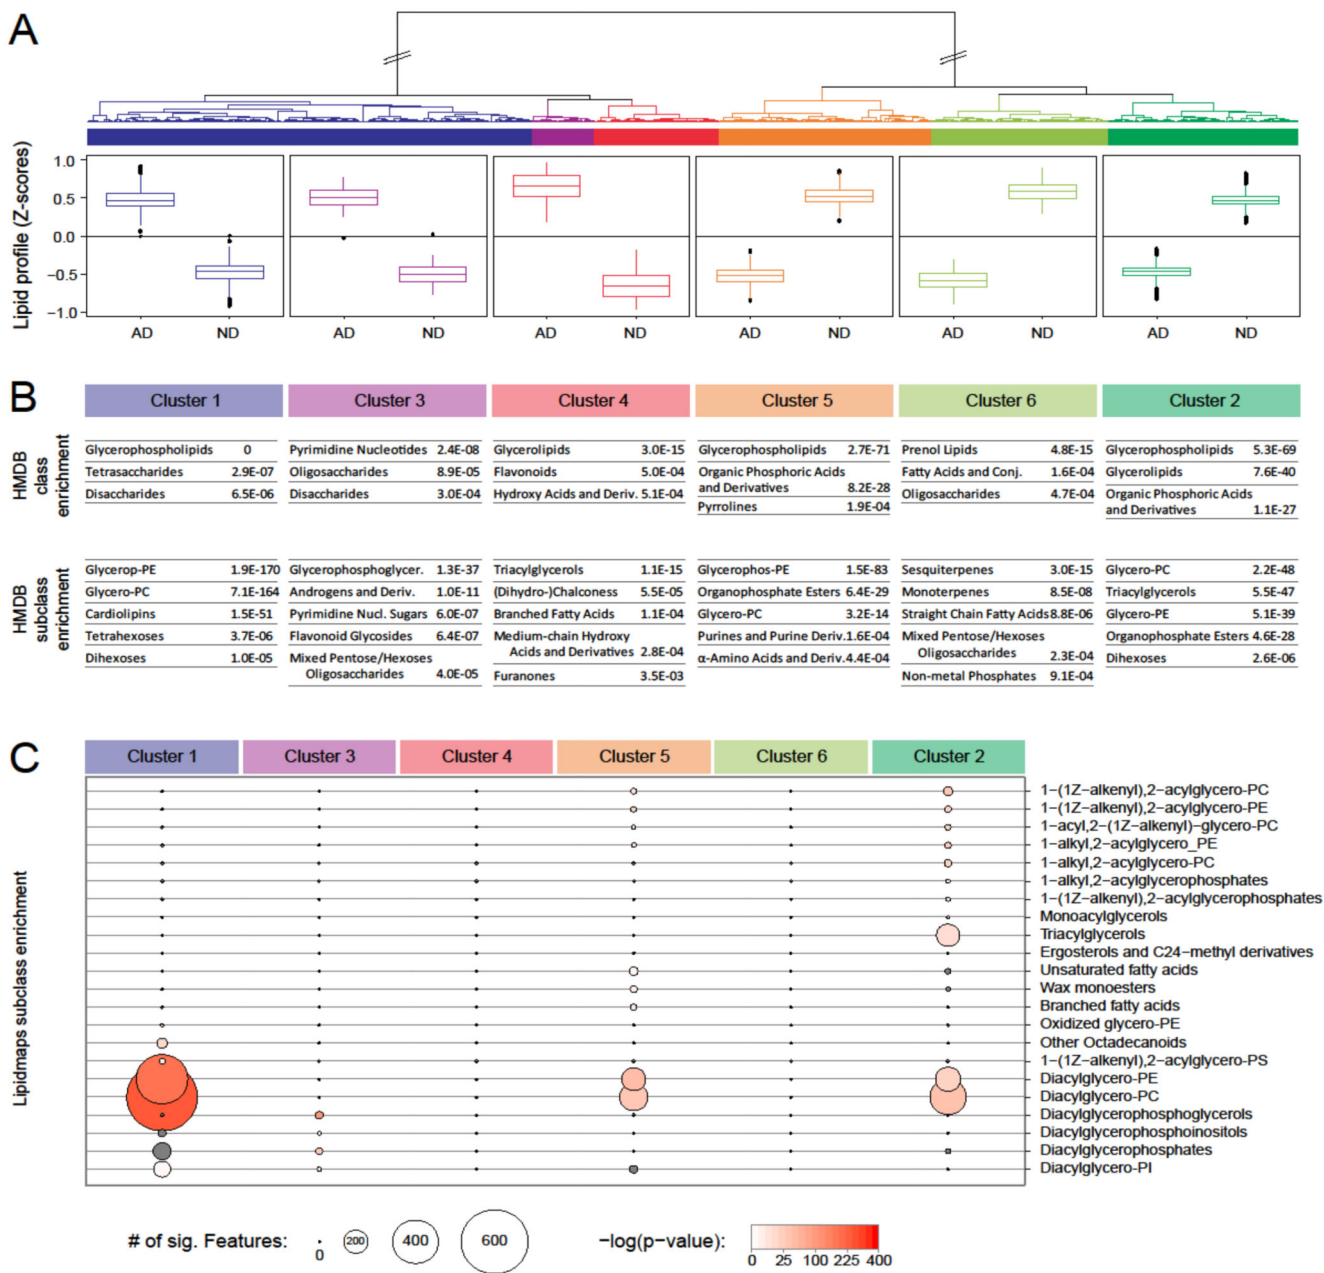 A
Lipid profile (Z-scores)
1.0
0.5
0.0
−0.5
−1.0
AD ND AD ND AD ND AD ND AD ND AD ND
B
Cluster 1 Cluster 3 Cluster 4 Cluster 5 Cluster 6 Cluster 2
HMDB
class
enrichment
Glycerophospholipids 0
Tetrasaccharides 2.9E-07
Disaccharides 6.5E-06
Pyrimidine Nucleotides 2.4E-08
Oligosaccharides 8.9E-05
Disaccharides 3.0E-04
Glycerolipids 3.0E-15
Flavonoids 5.0E-04
Hydroxy Acids and Deriv. 5.1E-04
Glycerophospholipids 2.7E-71
Organic Phosphoric Acids
and Derivatives 8.2E-28
Pyrrolines 1.9E-04
Prenol Lipids 4.8E-15
Fatty Acids and Conj. 1.6E-04
Oligosaccharides 4.7E-04
Glycerophospholipids 5.3E-69
Glycerolipids 7.6E-40
Organic Phosphoric Acids
and Derivatives 1.1E-27
HMDB
subclass
enrichment
Glycerop-PE 1.9E-170
Glycero-PC 7.1E-164
Cardiolipins 1.5E-51
Tetrahexoses 3.7E-06
Dihexoses 1.0E-05
Glycerophosphoglycer. 1.3E-37
Androgens and Deriv. 1.0E-11
Pyrimidine Nucl. Sugars 6.0E-07
Flavonoid Glycosides 6.4E-07
Mixed Pentose/Hexoses
Oligosaccharides 4.0E-05
Triacylglycerols 1.1E-15
(Dihydro-)Chalconess 5.5E-05
Branched Fatty Acids 1.1E-04
Medium-chain Hydroxy
Acids and Derivatives 2.8E-04
Furanones 3.5E-03
Glycerophos-PE 1.5E-83
Organophosphate Esters 6.4E-29
Glycero-PC 3.2E-14
Purines and Purine Deriv. 1.6E-04
α-Amino Acids and Deriv. 4.4E-04
Sesquiterpenes 3.0E-15
Monoterpenes 8.5E-08
Straight Chain Fatty Acids 8.8E-06
Mixed Pentose/Hexoses
Oligosaccharides 2.3E-04
Non-metal Phosphates 9.1E-04
Glycero-PC 2.2E-48
Triacylglycerols 5.5E-47
Glycero-PE 5.1E-39
Organophosphate Esters 4.6E-28
Dihexoses 2.6E-06
C
Cluster 1 Cluster 3 Cluster 4 Cluster 5 Cluster 6 Cluster 2
Lipidmaps subclass enrichment
1−(1Z−alkenyl),2−acylglycero−PC
1−(1Z−alkenyl),2−acylglycero−PE
1−acyl,2−(1Z−alkenyl)−glycero−PC
1−alkyl,2−acylglycero_PE
1−alkyl,2−acylglycero−PC
1−alkyl,2−acylglycerophosphates
1−(1Z−alkenyl),2−acylglycerophosphates
Monoacylglycerols
Triacylglycerols
Ergosterols and C24−methyl derivatives
Unsaturated fatty acids
Wax monoesters
Branched fatty acids
Oxidized glycero−PE
Other Octadecanoids
1−(1Z−alkenyl),2−acylglycero−PS
Diacylglycero−PE
Diacylglycero−PC
Diacylglycerophosphoglycerols
Diacylglycerophosphoinositols
Diacylglycerophosphates
Diacylglycero−PI
# of sig. Features: 0 200 400 600
−log(p−value): 0 25 100 225 400